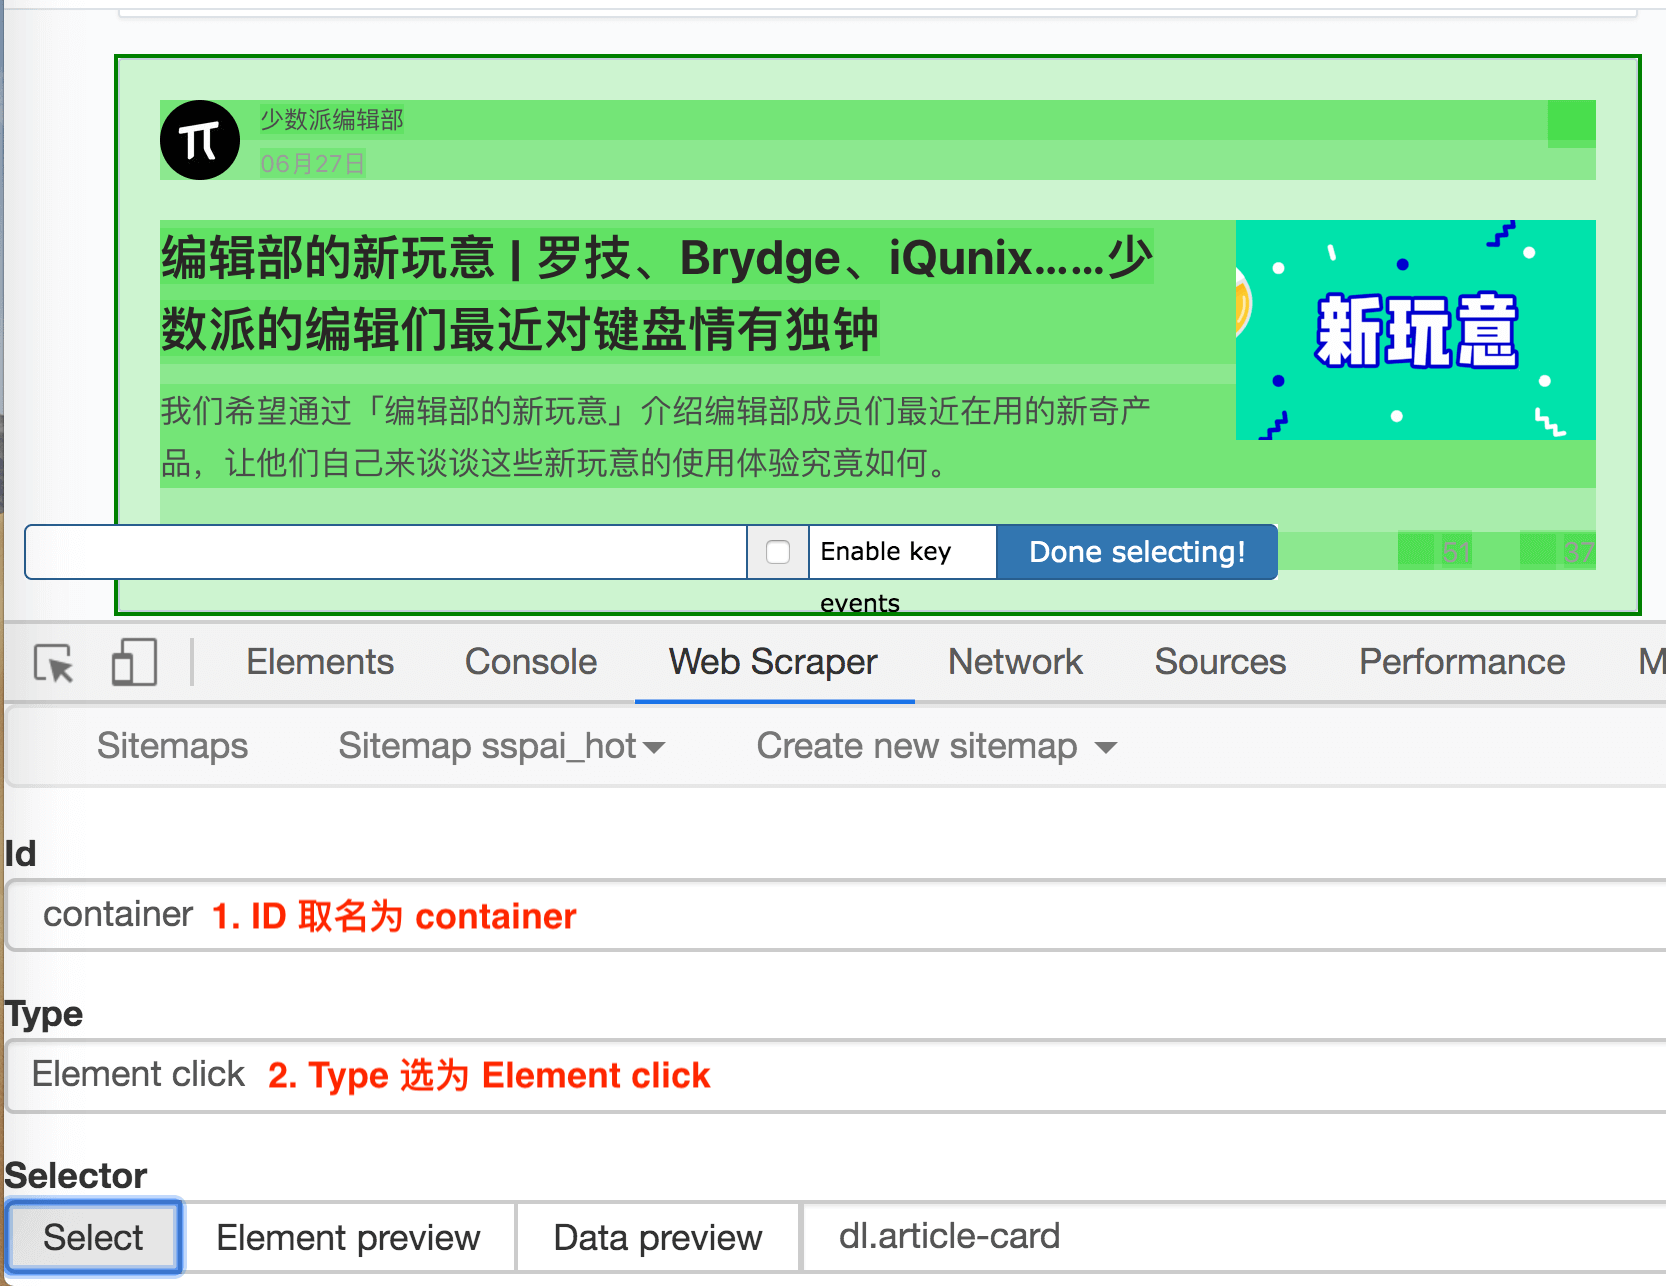 少数派编辑部
06月27日
编辑部的新玩意 | 罗技、Brydge、iQunix……少
数派的编辑们最近对键盘情有独钟
新玩意
我们希望通过「编辑部的新玩意」介绍编辑部成员们最近在用的新奇产
品，让他们自己来谈谈这些新玩意的使用体验究竟如何。
Enable key
events
Done selecting!
51
37
Elements
Console
Web Scraper
Network
Sources
Performance
M
Sitemaps
Sitemap sspai_hot
Create new sitemap
Id
container
1. ID 取名为 container
Type
Element click
2. Type 选为 Element click
Selector
Select
Element preview
Data preview
dl.article-card